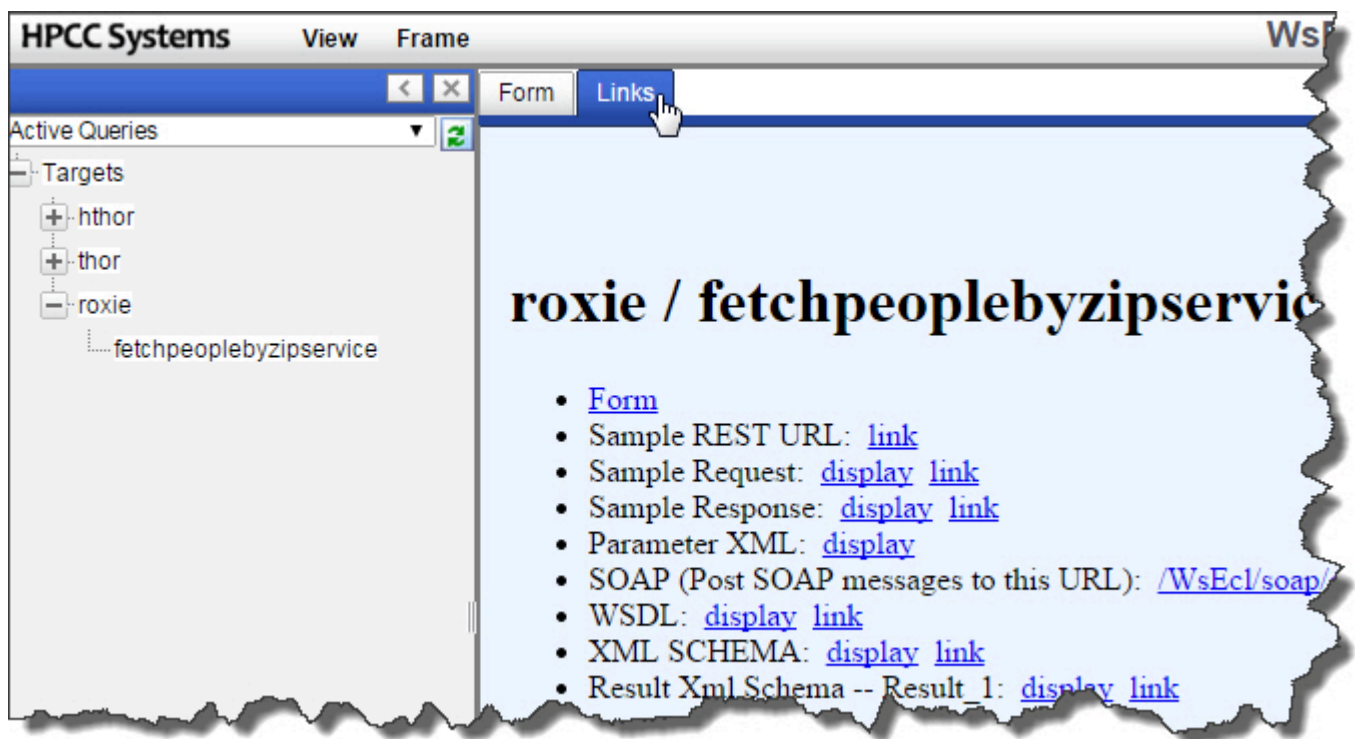 HPCC Systems View Frame
Active Queries
Targets
hthor
thor
roxie
fetchpeoplebyzipservice
Form Links
roxie / fetchpeoplebyzipservic
• Form
• Sample REST URL: link
• Sample Request: display link
• Sample Response: display link
• Parameter XML: display
• SOAP (Post SOAP messages to this URL): /WsEcl/soap/
• WSDL: display link
• XML SCHEMA: display link
• Result Xml Schema -- Result_1: display link